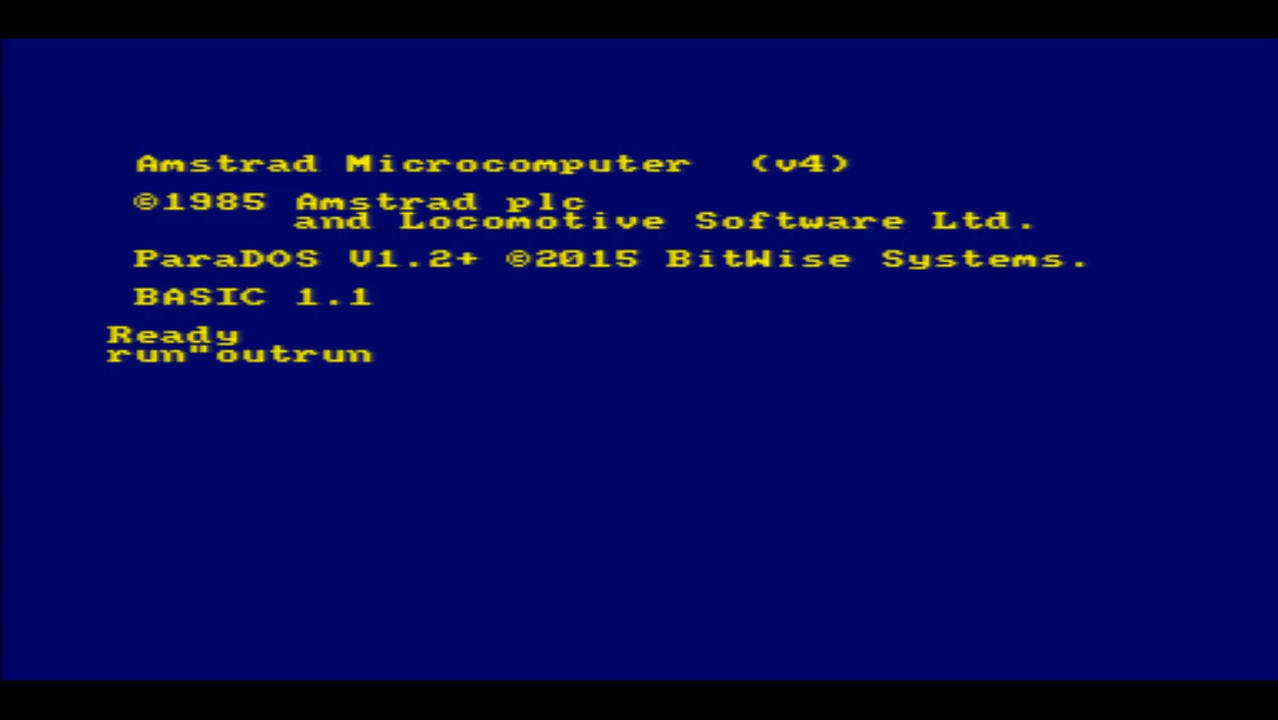 Amstrad Microcomputer (v4)
©1985 Amstrad plc
and Locomotive Software Ltd.
ParaDOS V1.2+ ©2015 BitWise Systems.
BASIC 1.1
Ready
run"outrun